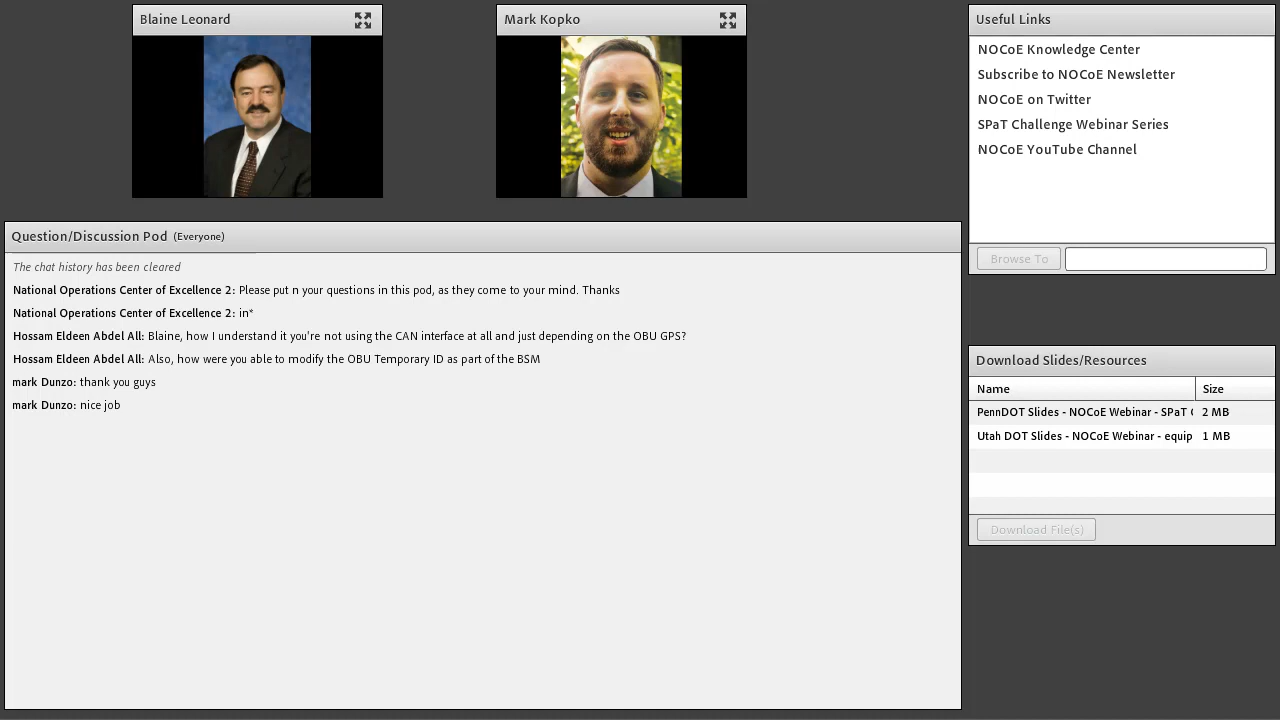 Blaine Leonard
Mark Kopko
Useful Links
NOCoE Knowledge Center
Subscribe to NOCoE Newsletter
NOCoE on Twitter
SPaT Challenge Webinar Series
NOCoE YouTube Channel
Browse To
Question/Discussion Pod (Everyone)
The chat history has been cleared
National Operations Center of Excellence 2: Please put n your questions in this pod, as they come to your mind. Thanks
National Operations Center of Excellence 2: in*
Hossam Eldeen Abdel All: Blaine, how I understand it you're not using the CAN interface at all and just depending on the OBU GPS?
Hossam Eldeen Abdel All: Also, how were you able to modify the OBU Temporary ID as part of the BSM
mark Dunzo: thank you guys
mark Dunzo: nice job
Download Slides/Resources
Name Size
PennDOT Slides - NOCoE Webinar - SPaT 2 MB
Utah DOT Slides - NOCoE Webinar - equip 1 MB
Download File(s)